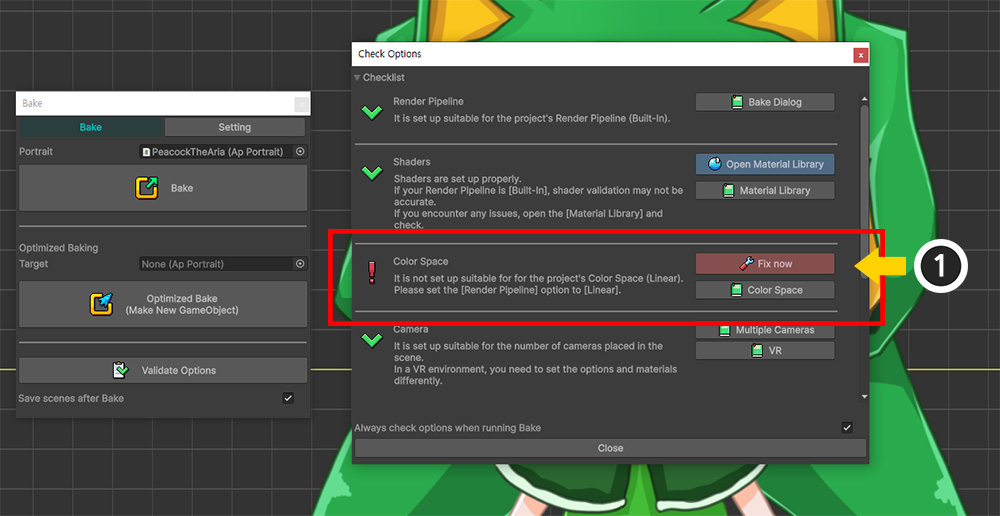 Bake
Bake
Setting
Portrait
PeacockTheAria (Ap Portrait)
Bake
Optimized Baking
Target
None (Ap Portrait)
Optimized Bake
(Make New GameObject)
Validate Options
Save scenes after Bake
Check Options
x
Checklist
Render Pipeline
It is set up suitable for the project's Render Pipeline (Built-In).
Bake Dialog
Shaders
Shaders are set up properly.
If your Render Pipeline is [Built-In], shader validation may not be
accurate.
If you encounter any issues, open the [Material Library] and
check.
Open Material Library
Material Library
Color Space
It is not set up suitable for for the project's Color Space (Linear).
Please set the [Render Pipeline] option to [Linear].
Fix now
Color Space
1
Camera
It is set up suitable for the number of cameras placed in the
scene.
In a VR environment, you need to set the options and materials
differently.
Multiple Cameras
VR
Always check options when running Bake
Close